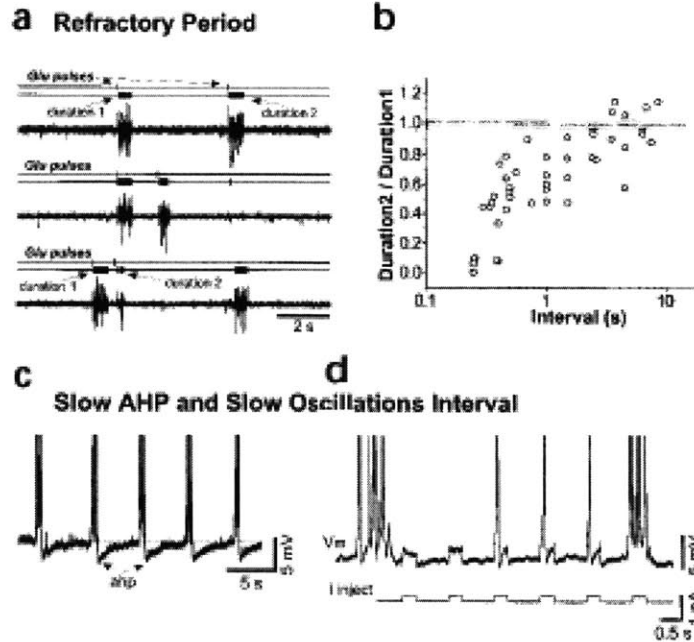 a Refractory Period
Glu pulses
duration 1
duration 2
Glu pulses
Glu pulses
duration 1
duration 2
2 s
b
Duration2 / Duration1
1.2
1.0
0.8
0.6
0.4
0.2
0.0
0.1
1
10
Interval (s)
c
d
Slow AHP and Slow Oscillations Interval
ahp
5 s
5 mV
Vm
I inject
0.5 s